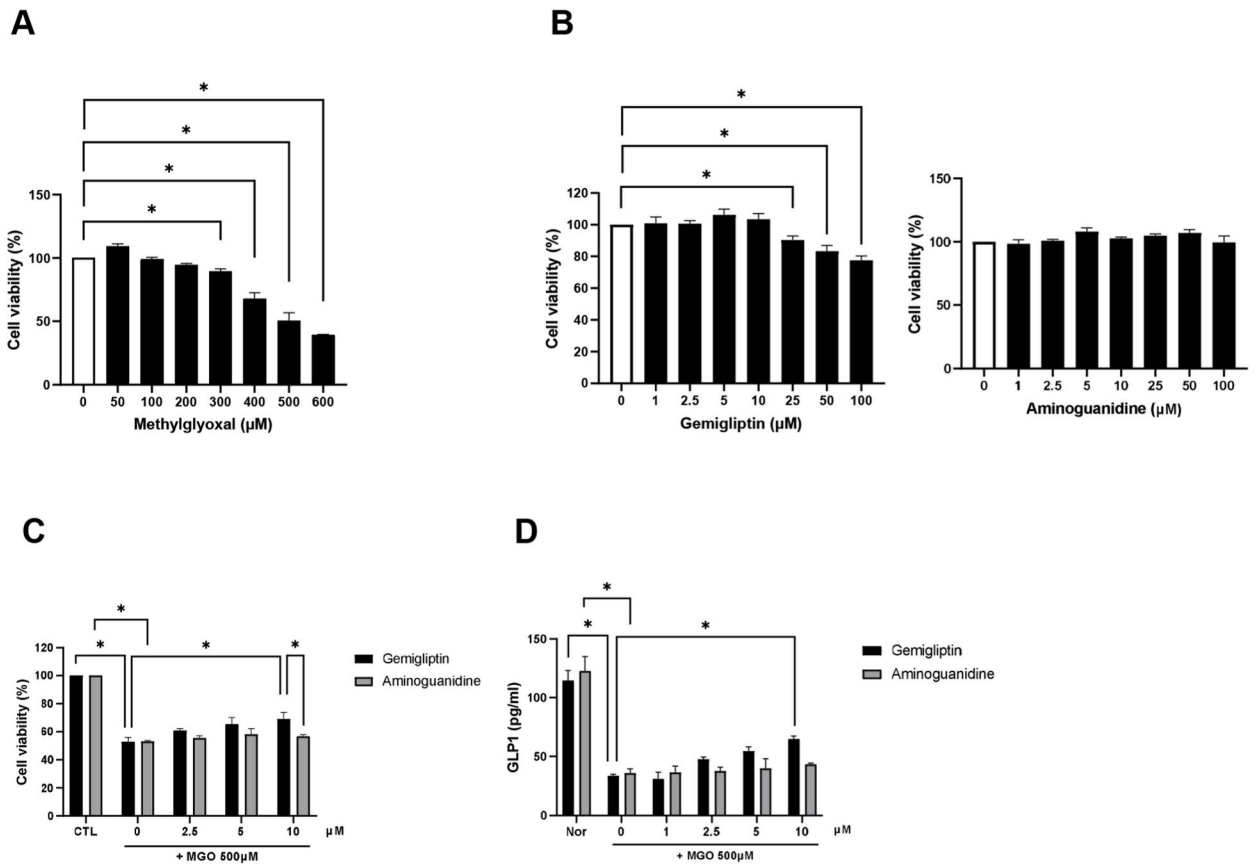 A
*
*
*
*
150
100
50
0
Cell viability (%)
0 50 100 200 300 400 500 600
Methylglyoxal (µM)
B
*
*
*
120
100
80
60
40
20
0
Cell viability (%)
0 1 2.5 5 10 25 50 100
Gemigliptin (µM)
150
100
50
0
Cell viability (%)
0 1 2.5 5 10 25 50 100
Aminoguanidine (µM)
C
*
* * *
120
100
80
60
40
20
0
Cell viability (%)
CTL 0 2.5 5 10 µM
+ MGO 500µM
Gemigliptin
Aminoguanidine
D
*
* *
150
100
50
0
GLP1 (pg/ml)
Nor 0 1 2.5 5 10 µM
+ MGO 500µM
Gemigliptin
Aminoguanidine